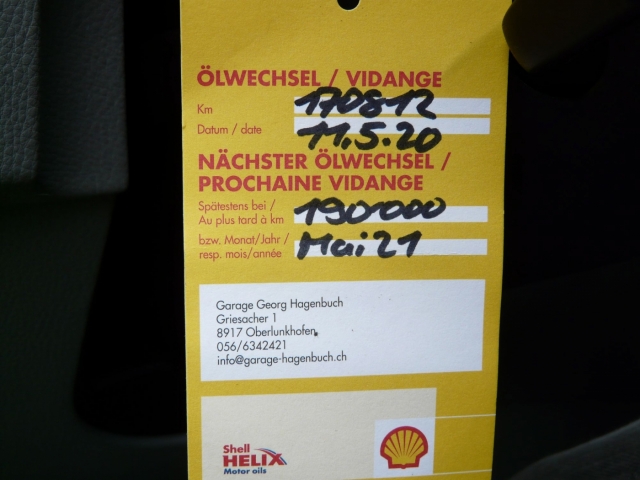 ÖLWECHSEL / VIDANGE
Km 170812
Datum / date 11.5.20
NÄCHSTER ÖLWECHSEL /
PROCHAINE VIDANGE
Spätestens bei /
Au plus tard à km 190'000
bzw. Monat/Jahr /
resp. mois/année Mai 21
Garage Georg Hagenbuch
Griesacher 1
8917 Oberlunkhofen
056/6342421
info@garage-hagenbuch.ch
Shell
HELIX
Motor oils